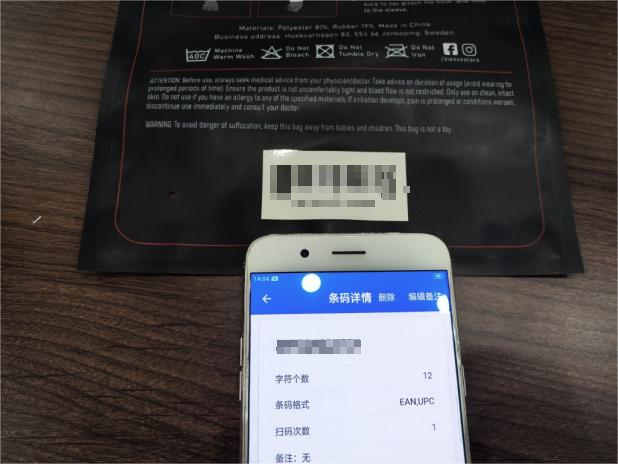 sure not to attach the hook-and-loop
to the sleeve.
Materials: Polyester 81%, Rubber 19%. Made in China.
Business address: Huskvarnagen 82, 554 66 Jonkoping, Sweden.
40C Machine Warm Wash
Do Not Bleach
Do Not Tumble Dry
Do Not Iron
/sleevestars
ATTENTION: Before use, always seek medical advice from your physician/doctor. Take advice on duration of usage (avoid wearing for
prolonged periods of time). Ensure the product is not uncomfortably tight and blood flow is not restricted. Only use on clean, intact
skin. Do not use if you have an allergy to any of the specified materials. If irritation develops, pain is prolonged or conditions worsen,
discontinue use immediately and consult your doctor.
WARNING: To avoid danger of suffocation, keep this bag away from babies and children. This bag is not a toy.
14:04
条码详情 删除 编辑备注
字符个数 12
条码格式 EAN,UPC
扫码次数 1
备注：无